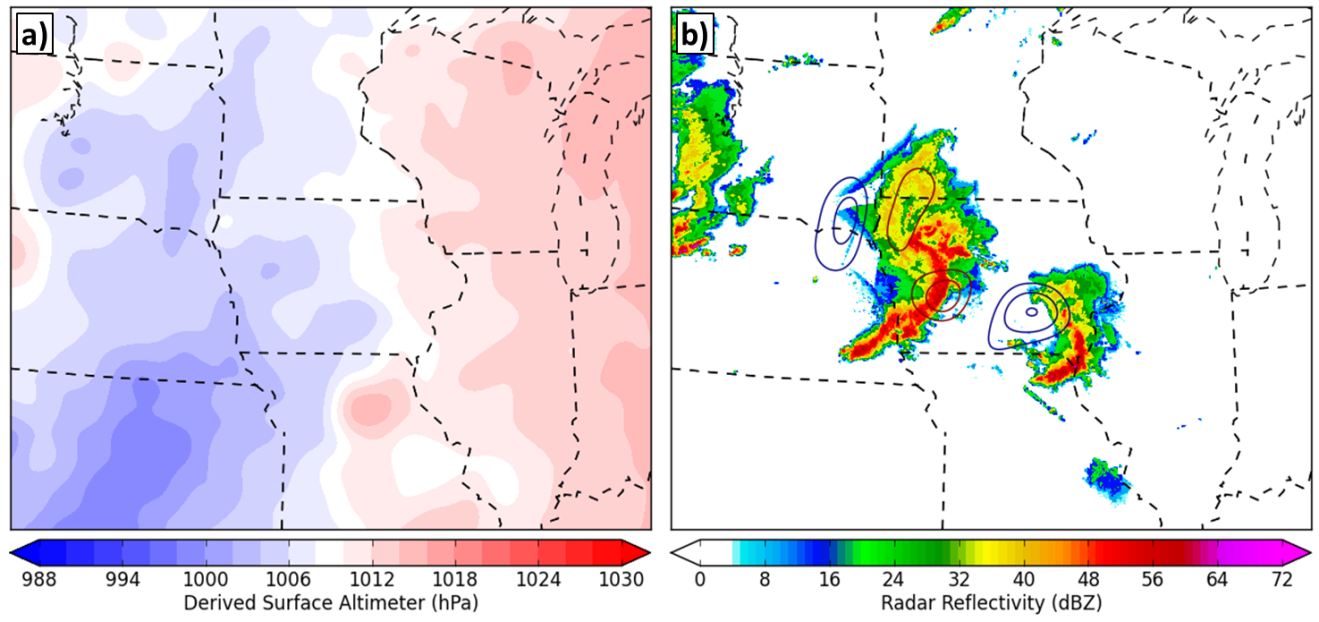 a)
b)
988 994 1000 1006 1012 1018 1024 1030
Derived Surface Altimeter (hPa)
0 8 16 24 32 40 48 56 64 72
Radar Reflectivity (dBZ)